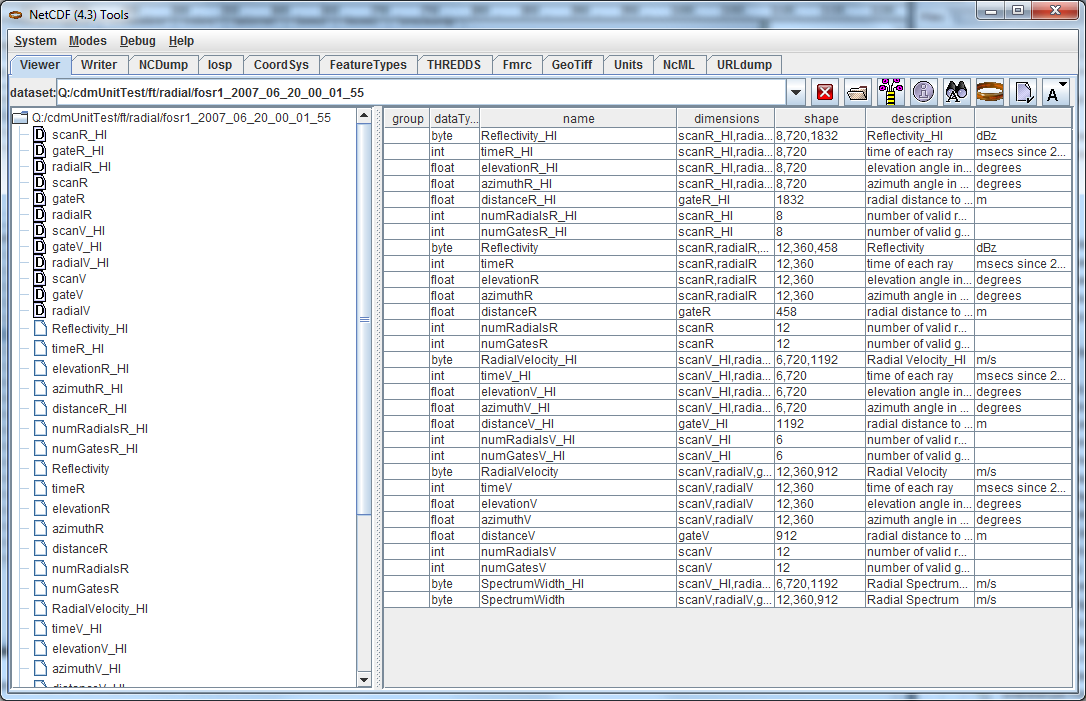 NetCDF (4.3) Tools
System Modes Debug Help
Viewer Writer NCDump Iosp CoordSys FeatureTypes THREDDS Fmrc GeoTiff Units NcML URLdump
dataset: Q:/cdmUnitTest/ft/radial/fosr1_2007_06_20_00_01_55
Q:/cdmUnitTest/ft/radial/fosr1_2007_06_20_00_01_55
D scanR_HI
D gateR_HI
D radialR_HI
D scanR
D gateR
D radialR
D scanV_HI
D gateV_HI
D radialV_HI
D scanV
D gateV
D radialV
Reflectivity_HI
timeR_HI
elevationR_HI
azimuthR_HI
distanceR_HI
numRadialsR_HI
numGatesR_HI
Reflectivity
timeR
elevationR
azimuthR
distanceR
numRadialsR
numGatesR
RadialVelocity_HI
timeV_HI
elevationV_HI
azimuthV_HI
distanceV_HI
group dataTy... name dimensions shape description units
byte Reflectivity_HI scanR_HI,radia... 8,720,1832 Reflectivity_HI dBz
int timeR_HI scanR_HI,radia... 8,720 time of each ray msecs since 2...
float elevationR_HI scanR_HI,radia... 8,720 elevation angle in... degrees
float azimuthR_HI scanR_HI,radia... 8,720 azimuth angle in ... degrees
float distanceR_HI gateR_HI 1832 radial distance to ... m
int numRadialsR_HI scanR_HI 8 number of valid r...
int numGatesR_HI scanR_HI 8 number of valid g...
byte Reflectivity scanR,radialR,... 12,360,458 Reflectivity dBz
int timeR scanR,radialR 12,360 time of each ray msecs since 2...
float elevationR scanR,radialR 12,360 elevation angle in... degrees
float azimuthR scanR,radialR 12,360 azimuth angle in ... degrees
float distanceR gateR 458 radial distance to ... m
int numRadialsR scanR 12 number of valid r...
int numGatesR scanR 12 number of valid g...
byte RadialVelocity_HI scanV_HI,radia... 6,720,1192 Radial Velocity_HI m/s
int timeV_HI scanV_HI,radia... 6,720 time of each ray msecs since 2...
float elevationV_HI scanV_HI,radia... 6,720 elevation angle in... degrees
float azimuthV_HI scanV_HI,radia... 6,720 azimuth angle in ... degrees
float distanceV_HI gateV_HI 1192 radial distance to ... m
int numRadialsV_HI scanV_HI 6 number of valid r...
int numGatesV_HI scanV_HI 6 number of valid g...
byte RadialVelocity scanV,radialV,g... 12,360,912 Radial Velocity m/s
int timeV scanV,radialV 12,360 time of each ray msecs since 2...
float elevationV scanV,radialV 12,360 elevation angle in... degrees
float azimuthV scanV,radialV 12,360 azimuth angle in ... degrees
float distanceV gateV 912 radial distance to ... m
int numRadialsV scanV 12 number of valid r...
int numGatesV scanV 12 number of valid g...
byte SpectrumWidth_HI scanV_HI,radia... 6,720,1192 Radial Spectrum... m/s
byte SpectrumWidth scanV,radialV,g... 12,360,912 Radial Spectrum m/s